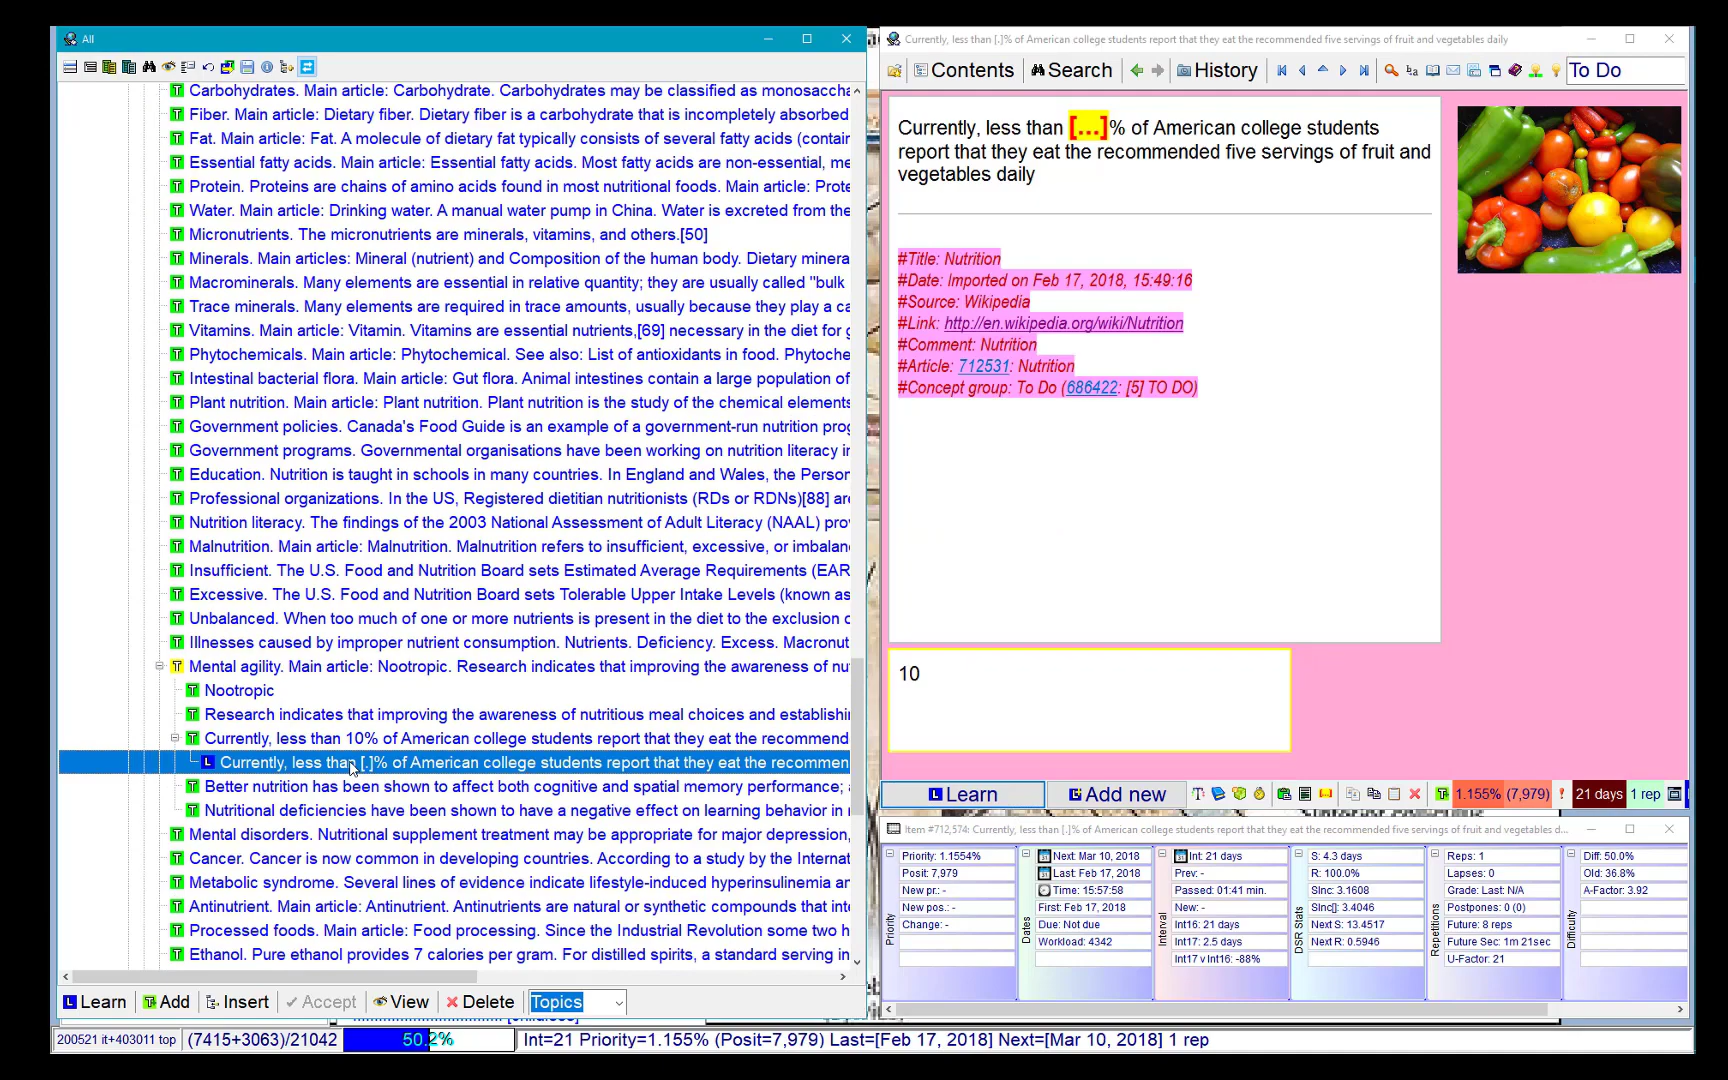 All
Carbohydrates. Main article: Carbohydrate. Carbohydrates may be classified as monosaccha
Fiber. Main article: Dietary fiber. Dietary fiber is a carbohydrate that is incompletely absorbed
Fat. Main article: Fat. A molecule of dietary fat typically consists of several fatty acids (contain
Essential fatty acids. Main article: Essential fatty acids. Most fatty acids are non-essential, me
Protein. Proteins are chains of amino acids found in most nutritional foods. Main article: Prote
Water. Main article: Drinking water. A manual water pump in China. Water is excreted from the
Micronutrients. The micronutrients are minerals, vitamins, and others.[50]
Minerals. Main articles: Mineral (nutrient) and Composition of the human body. Dietary minera
Macrominerals. Many elements are essential in relative quantity; they are usually called "bulk
Trace minerals. Many elements are required in trace amounts, usually because they play a ca
Vitamins. Main article: Vitamin. Vitamins are essential nutrients,[69] necessary in the diet for g
Phytochemicals. Main article: Phytochemical. See also: List of antioxidants in food. Phytoche
Intestinal bacterial flora. Main article: Gut flora. Animal intestines contain a large population of
Plant nutrition. Main article: Plant nutrition. Plant nutrition is the study of the chemical elements
Government policies. Canada's Food Guide is an example of a government-run nutrition prog
Government programs. Governmental organisations have been working on nutrition literacy in
Education. Nutrition is taught in schools in many countries. In England and Wales, the Person
Professional organizations. In the US, Registered dietitian nutritionists (RDs or RDNs)[88] are
Nutrition literacy. The findings of the 2003 National Assessment of Adult Literacy (NAAL) prov
Malnutrition. Main article: Malnutrition. Malnutrition refers to insufficient, excessive, or imbalan
Insufficient. The U.S. Food and Nutrition Board sets Estimated Average Requirements (EAR
Excessive. The U.S. Food and Nutrition Board sets Tolerable Upper Intake Levels (known as
Unbalanced. When too much of one or more nutrients is present in the diet to the exclusion o
Illnesses caused by improper nutrient consumption. Nutrients. Deficiency. Excess. Macronut
Mental agility. Main article: Nootropic. Research indicates that improving the awareness of nu
Nootropic
Research indicates that improving the awareness of nutritious meal choices and establishi
Currently, less than 10% of American college students report that they eat the recommend
Currently, less than [.]% of American college students report that they eat the recommen
Better nutrition has been shown to affect both cognitive and spatial memory performance; a
Nutritional deficiencies have been shown to have a negative effect on learning behavior in
Mental disorders. Nutritional supplement treatment may be appropriate for major depression,
Cancer. Cancer is now common in developing countries. According to a study by the Internat
Metabolic syndrome. Several lines of evidence indicate lifestyle-induced hyperinsulinemia an
Antinutrient. Main article: Antinutrient. Antinutrients are natural or synthetic compounds that inte
Processed foods. Main article: Food processing. Since the Industrial Revolution some two h
Ethanol. Pure ethanol provides 7 calories per gram. For distilled spirits, a standard serving in
Learn Add Insert Accept View Delete Topics
200521 it+403011 top (7415+3063)/21042 50.2% Int=21 Priority=1.155% (Posit=7,979) Last=[Feb 17, 2018] Next=[Mar 10, 2018] 1 rep
Currently, less than [.]% of American college students report that they eat the recommended five servings of fruit and vegetables daily
Contents Search History To Do
Currently, less than [...]% of American college students
report that they eat the recommended five servings of fruit and
vegetables daily
#Title: Nutrition
#Date: Imported on Feb 17, 2018, 15:49:16
#Source: Wikipedia
#Link: http://en.wikipedia.org/wiki/Nutrition
#Comment: Nutrition
#Article: 712531: Nutrition
#Concept group: To Do (686422: [5] TO DO)
10
Learn Add new 1.155% (7,979) ! 21 days 1 rep
Item #712,574: Currently, less than [.]% of American college students report that they eat the recommended five servings of fruit and vegetables d...
Priority
Priority: 1.1554%
Posit: 7,979
New pr.: -
New pos.: -
Change: -
Dates
Next: Mar 10, 2018
Last: Feb 17, 2018
Time: 15:57:58
First: Feb 17, 2018
Due: Not due
Workload: 4342
Interval
Int: 21 days
Prev: -
Passed: 01:41 min.
New: -
Int16: 21 days
Int17: 2.5 days
Int17 v Int16: -88%
DSR Stats
S: 4.3 days
R: 100.0%
SInc: 3.1608
SInc[]: 3.4046
Next S: 13.4517
Next R: 0.5946
Repetitions
Reps: 1
Lapses: 0
Grade: Last: N/A
Postpones: 0 (0)
Future: 8 reps
Future Sec: 1m 21sec
U-Factor: 21
Difficulty
Diff: 50.0%
Old: 36.8%
A-Factor: 3.92